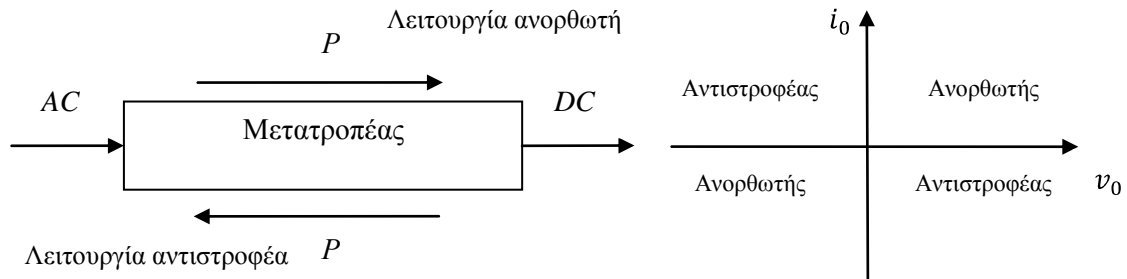 Λειτουργία ανορθωτή
P
AC
DC
Μετατροπέας
P
Λειτουργία αντιστροφέα
i₀
Αντιστροφέας
Ανορθωτής
Ανορθωτής
Αντιστροφέας
v₀